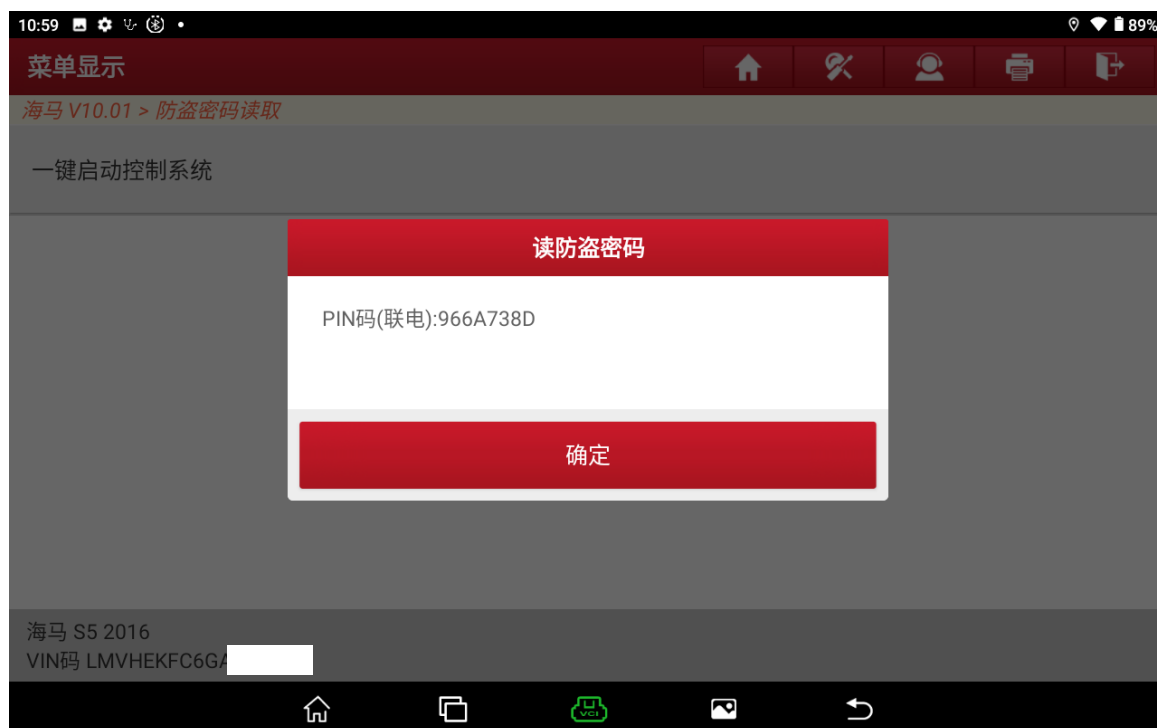 10:59
89%
菜单显示
海马 V10.01 > 防盗密码读取
一键启动控制系统
读防盗密码
PIN码(联电):966A738D
确定
海马 S5 2016
VIN码 LMVHEKFC6GA
VCI